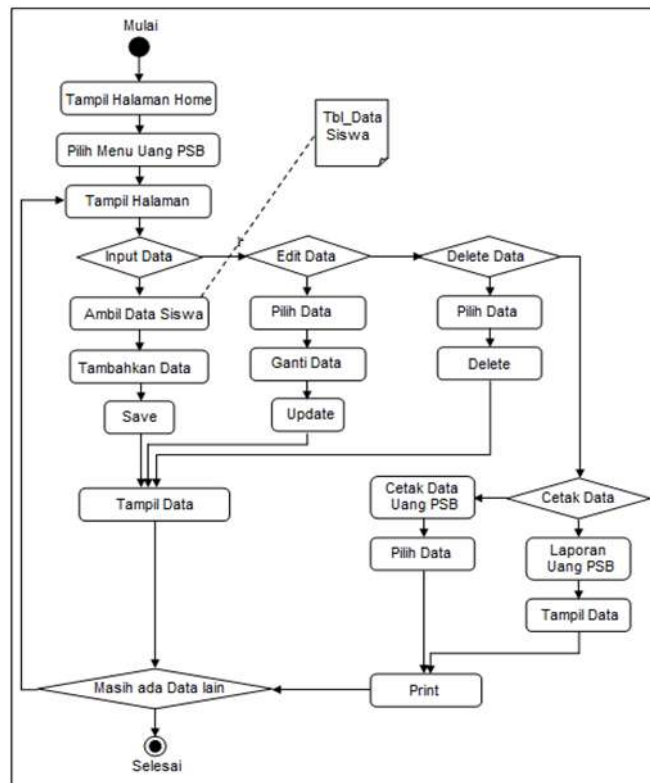 Mulai
Tampil Halaman Home
Tbl_Data
Siswa
Pilih Menu Uang PSB
Tampil Halaman
Input Data
Edit Data
Delete Data
Ambil Data Siswa
Pilih Data
Pilih Data
Tambahkan Data
Ganti Data
Delete
Save
Update
Tampil Data
Cetak Data
Uang PSB
Cetak Data
Pilih Data
Laporan
Uang PSB
Tampil Data
Masih ada Data lain
Print
Selesai